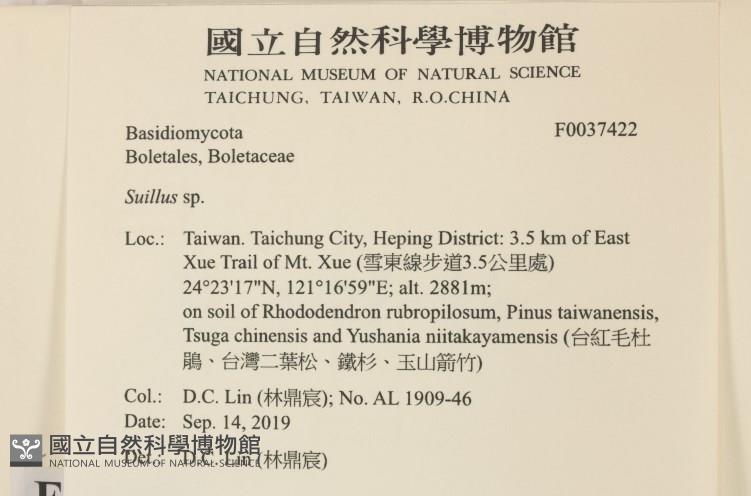 國立自然科學博物館
NATIONAL MUSEUM OF NATURAL SCIENCE
TAICHUNG, TAIWAN, R.O.CHINA
Basidiomycota F0037422
Boletales, Boletaceae
Suillus sp.
Loc.: Taiwan. Taichung City, Heping District: 3.5 km of East
Xue Trail of Mt. Xue (雪東線步道3.5公里處)
24°23'17"N, 121°16'59"E; alt. 2881m;
on soil of Rhododendron rubropilosum, Pinus taiwanensis,
Tsuga chinensis and Yushania niitakayamensis (台紅毛杜
鵑、台灣二葉松、鐵杉、玉山箭竹)
Col.: D.C. Lin (林鼎宸); No. AL 1909-46
Date: Sep. 14, 2019
Det.: D.C. Lin (林鼎宸)
國立自然科學博物館
NATIONAL MUSEUM OF NATURAL SCIENCE